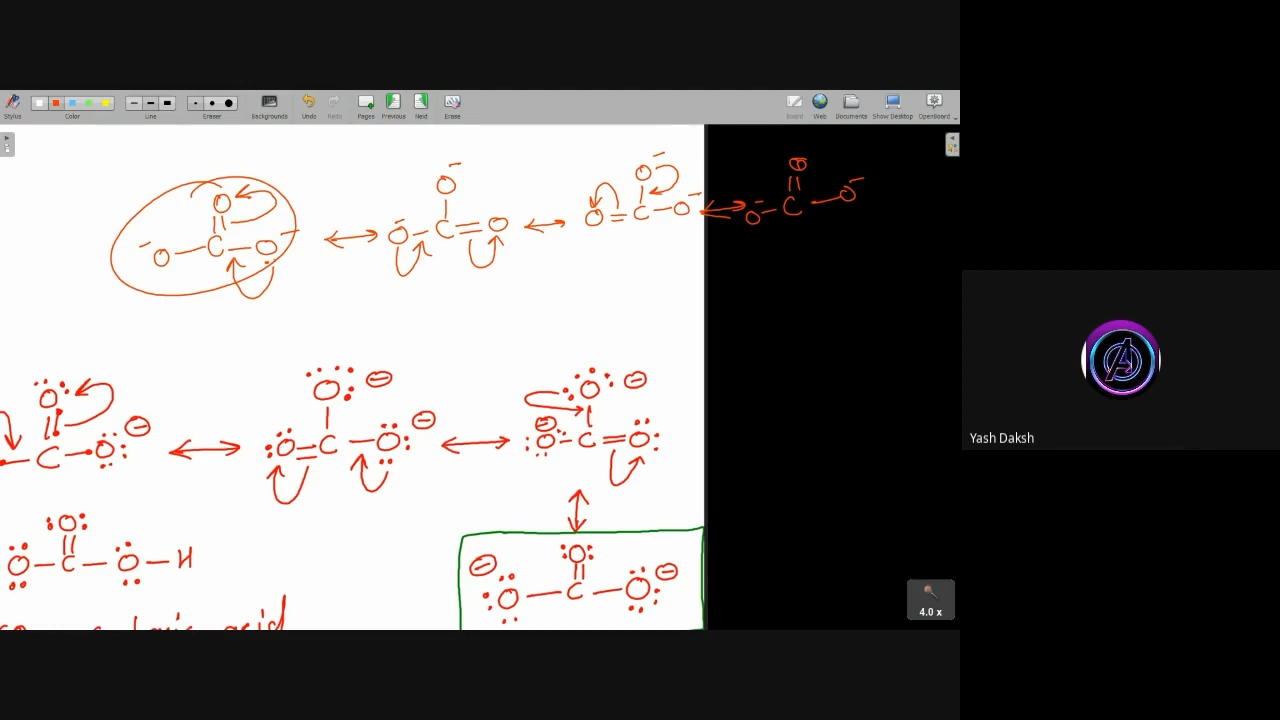 Stylus Color Line Eraser Backgrounds Undo Redo Pages Previous Next Erase Board Web Documents Show Desktop OpenBoard
O O⁻ O⁻ O
⁻O — C — O⁻ ↔ ⁻O — C = O ↔ O = C — O⁻ ↔ O⁻ — C — O⁻
Yash Daksh
O O ⊖ O ⊖
C — O ⊖ ↔ O = C — O ⊖ ↔ ⊖ O — C = O
O
O — C — O — H
O
⊖ O — C — O ⊖
4.0 x
acid